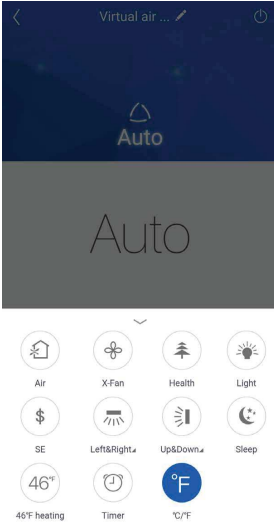 Virtual air ...
Auto
Auto
Air X-Fan Health Light
$
SE Left&Right Up&Down Sleep
46°F °F
46°F heating Timer °C/°F